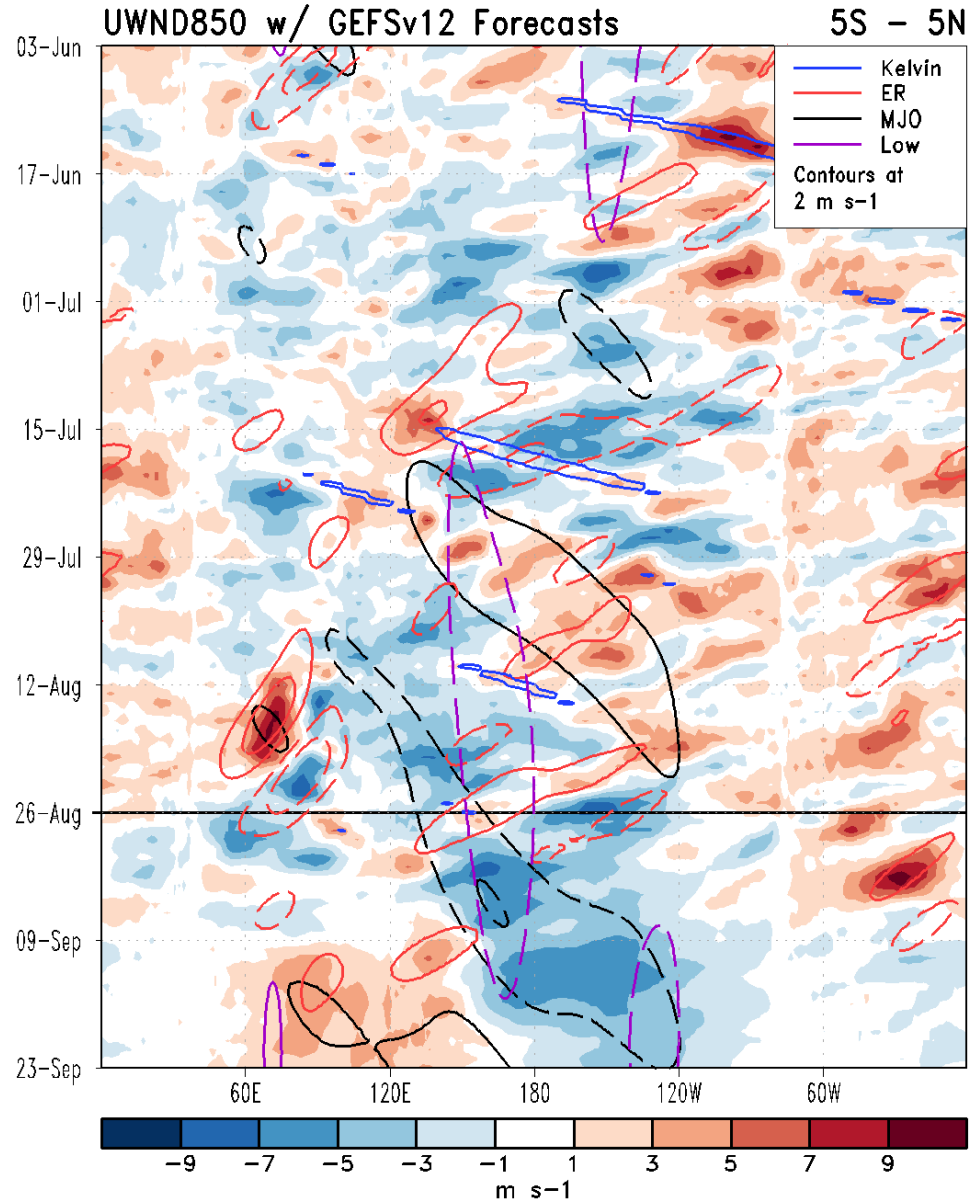 UWND850 w/ GEFSv12 Forecasts 5S - 5N
03-Jun
17-Jun
01-Jul
15-Jul
29-Jul
12-Aug
26-Aug
09-Sep
23-Sep
Kelvin
ER
MJO
Low
Contours at
2 m s-1
60E 120E 180 120W 60W
-9 -7 -5 -3 -1 1 3 5 7 9
m s-1